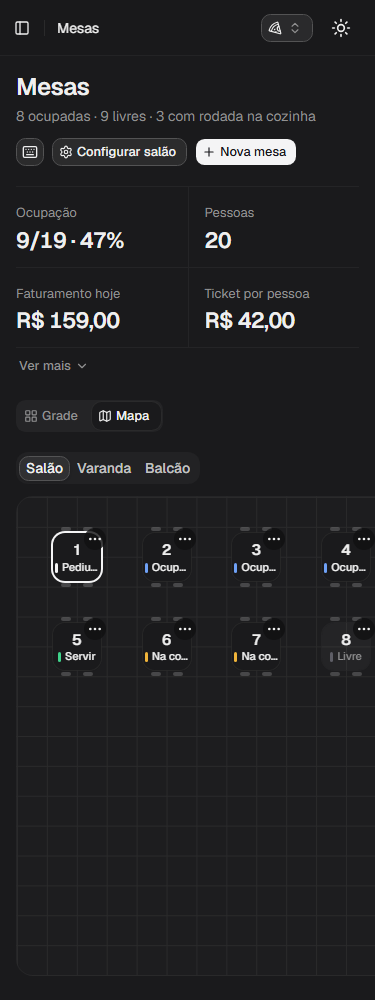 Mesas
Mesas
8 ocupadas · 9 livres · 3 com rodada na cozinha
Configurar salão
Nova mesa
Ocupação
9/19 · 47%
Pessoas
20
Faturamento hoje
R$ 159,00
Ticket por pessoa
R$ 42,00
Ver mais
Grade
Mapa
Salão
Varanda
Balcão
1
Pediu...
2
Ocup...
3
Ocup...
4
Ocup...
5
Servir
6
Na co...
7
Na co...
8
Livre